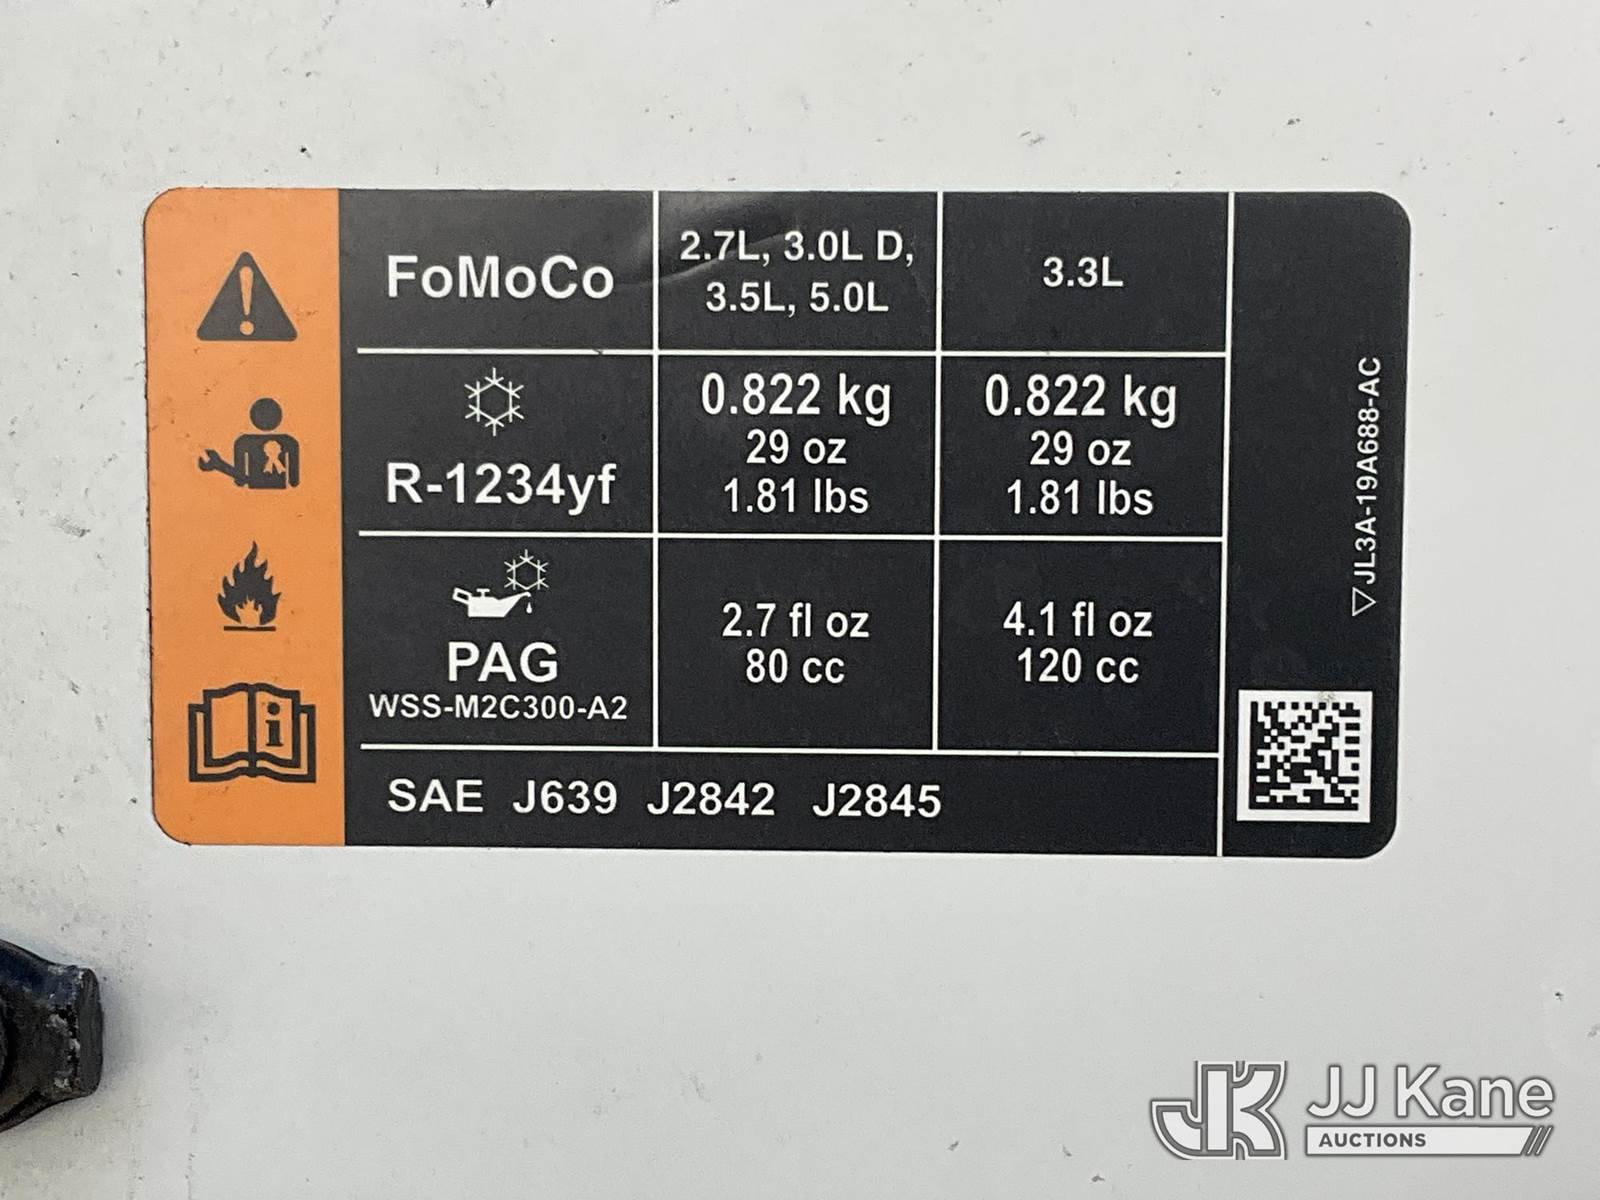 FoMoCo
2.7L, 3.0L D,
3.5L, 5.0L
3.3L
R-1234yf
0.822 kg
29 oz
1.81 lbs
0.822 kg
29 oz
1.81 lbs
PAG
WSS-M2C300-A2
2.7 fl oz
80 cc
4.1 fl oz
120 cc
SAE J639 J2842 J2845
JL3A-19A688-AC
i
JK JJ Kane
AUCTIONS